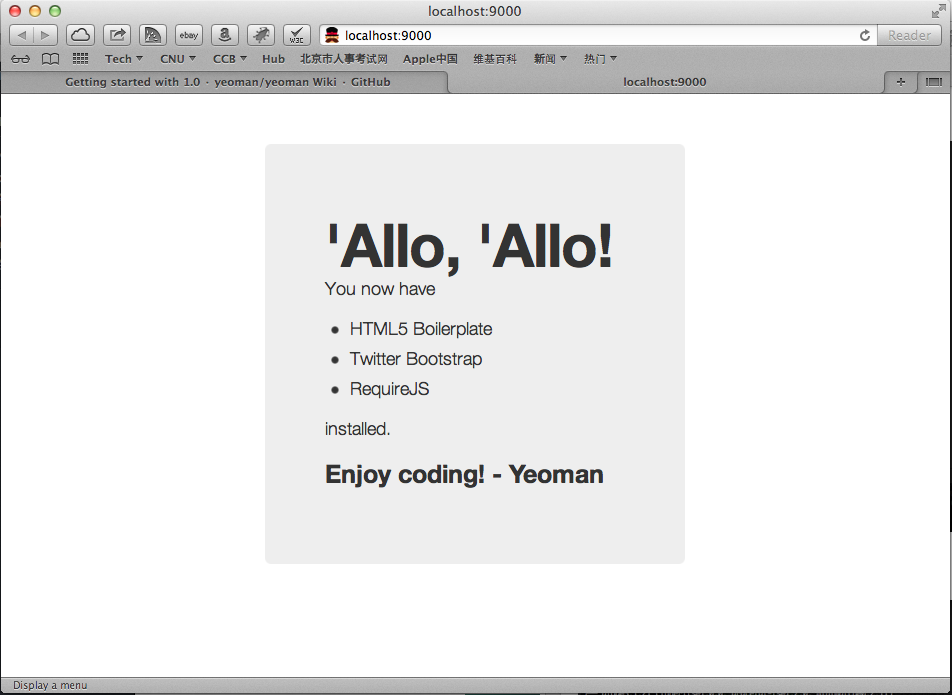 localhost:9000
ebay
W3C
localhost:9000
Reader
Tech
CNU
CCB
Hub
北京市人事考试网
Apple中国
维基百科
新闻
热门
Getting started with 1.0 · yeoman/yeoman Wiki · GitHub
localhost:9000
'Allo, 'Allo!
You now have
HTML5 Boilerplate
Twitter Bootstrap
RequireJS
installed.
Enjoy coding! - Yeoman
Display a menu